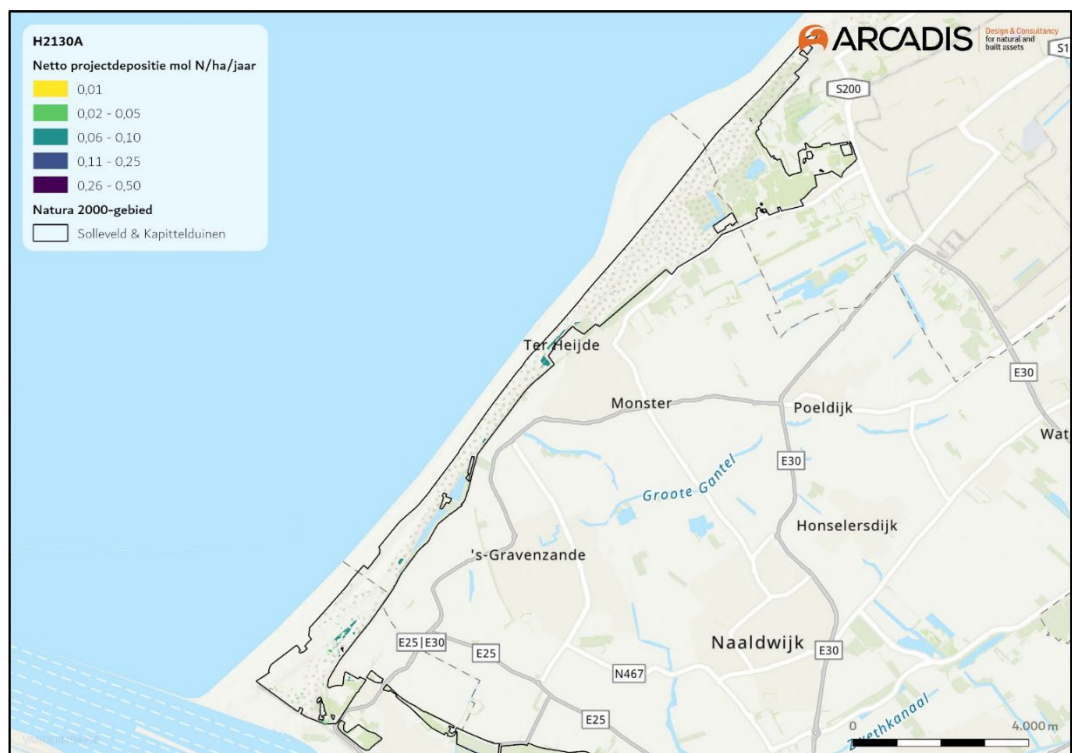 H2130A
Netto projectdepositie mol N/ha/jaar
0,01
0,02 - 0,05
0,06 - 0,10
0,11 - 0,25
0,26 - 0,50
Natura 2000-gebied
Solleveld & Kapittelduinen
ARCADIS
Design & Consultancy
for natural and
built assets
S1
S200
Ter Heijde
E30
Monster
Poeldijk
Wat
E30
Groote Gantel
Honselersdijk
's-Gravenzande
E25|E30
E25
Naaldwijk
E30
N467
E25
0
4.000 m